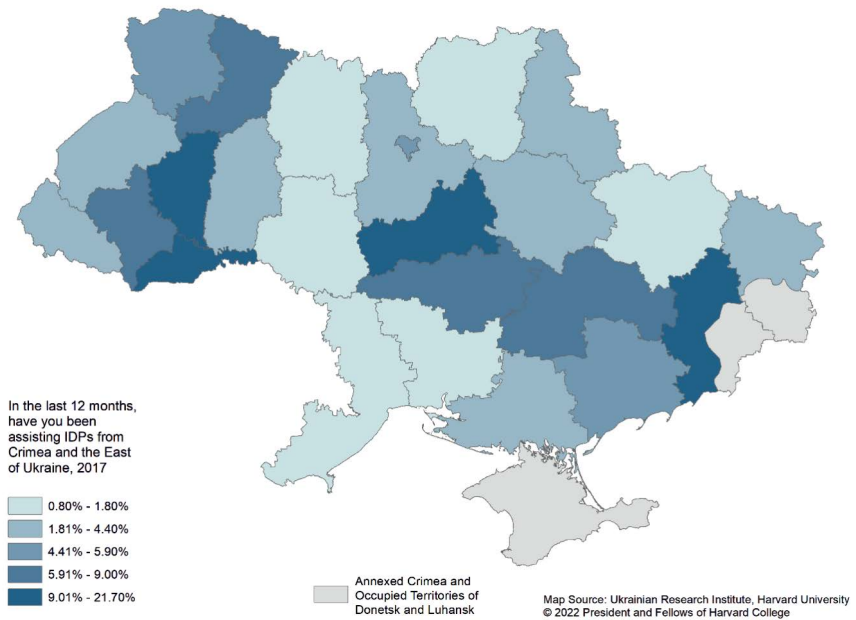 In the last 12 months,
have you been
assisting IDPs from
Crimea and the East
of Ukraine, 2017
0.80% - 1.80%
1.81% - 4.40%
4.41% - 5.90%
5.91% - 9.00%
9.01% - 21.70%
Annexed Crimea and
Occupied Territories of
Donetsk and Luhansk
Map Source: Ukrainian Research Institute, Harvard University
© 2022 President and Fellows of Harvard College